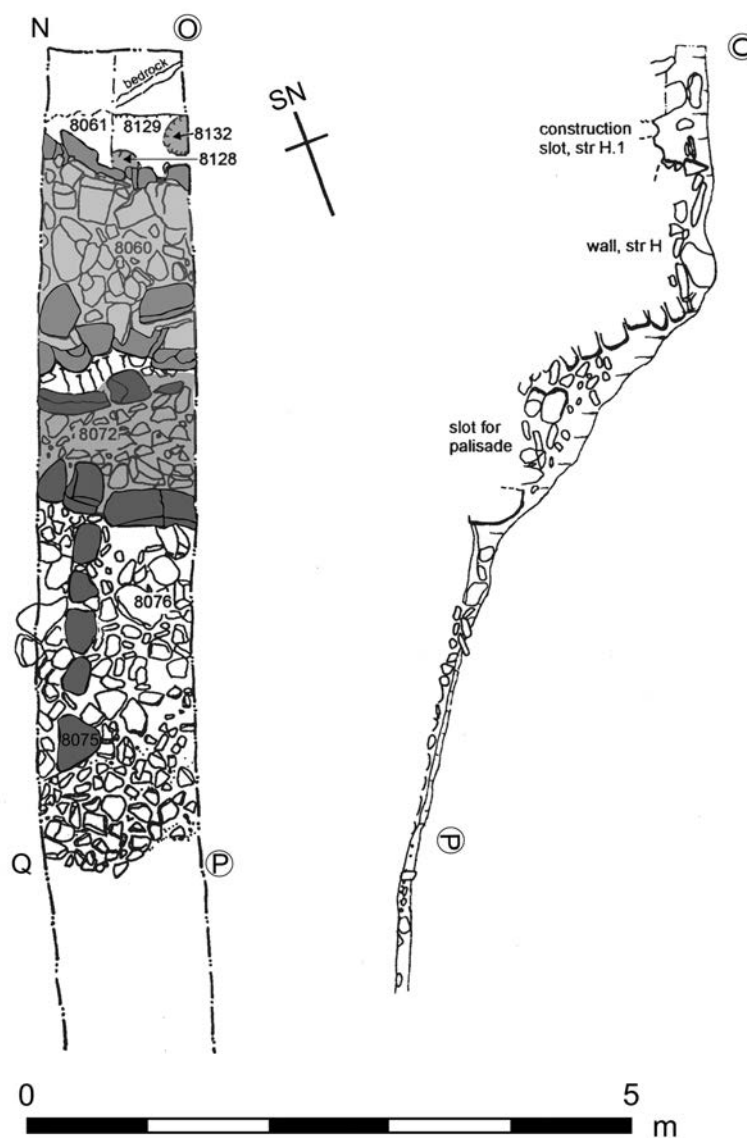 N
O
bedrock
SN
8061
8129
8132
8128
8060
8072
8076
8075
Q
P
O
construction
slot, str H.1
wall, str H
slot for
palisade
P
0
5
m